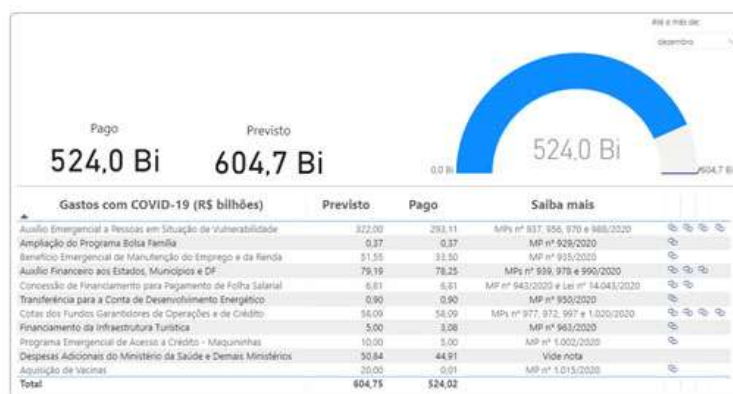 Até o mês de:
dezembro
Pago
Previsto
524,0 Bi
604,7 Bi
524,0 Bi
0,0 Bi
604,7 Bi
Gastos com COVID-19 (R$ bilhões) Previsto Pago Saiba mais
Auxílio Emergencial a Pessoas em Situação de Vulnerabilidade 322,00 293,11 MPs nº 937, 956, 970 e 988/2020
Ampliação do Programa Bolsa Família 0,37 0,37 MP nº 929/2020
Benefício Emergencial de Manutenção do Emprego e da Renda 51,55 33,50 MP nº 935/2020
Auxílio Financeiro aos Estados, Municípios e DF 79,19 78,25 MPs nº 939, 978 e 990/2020
Concessão de Financiamento para Pagamento de Folha Salarial 6,81 6,81 MP nº 943/2020 e Lei nº 14.043/2020
Transferência para a Conta de Desenvolvimento Energético 0,90 0,90 MP nº 950/2020
Cotas dos Fundos Garantidores de Operações e de Crédito 58,09 58,09 MPs nº 977, 972, 997 e 1.020/2020
Financiamento da Infraestrutura Turística 5,00 3,08 MP nº 963/2020
Programa Emergencial de Acesso a Crédito - Maquininhas 10,00 5,00 MP nº 1.002/2020
Despesas Adicionais do Ministério da Saúde e Demais Ministérios 50,84 44,91 Vide nota
Aquisição de Vacinas 20,00 0,01 MP nº 1.015/2020
Total 604,75 524,02